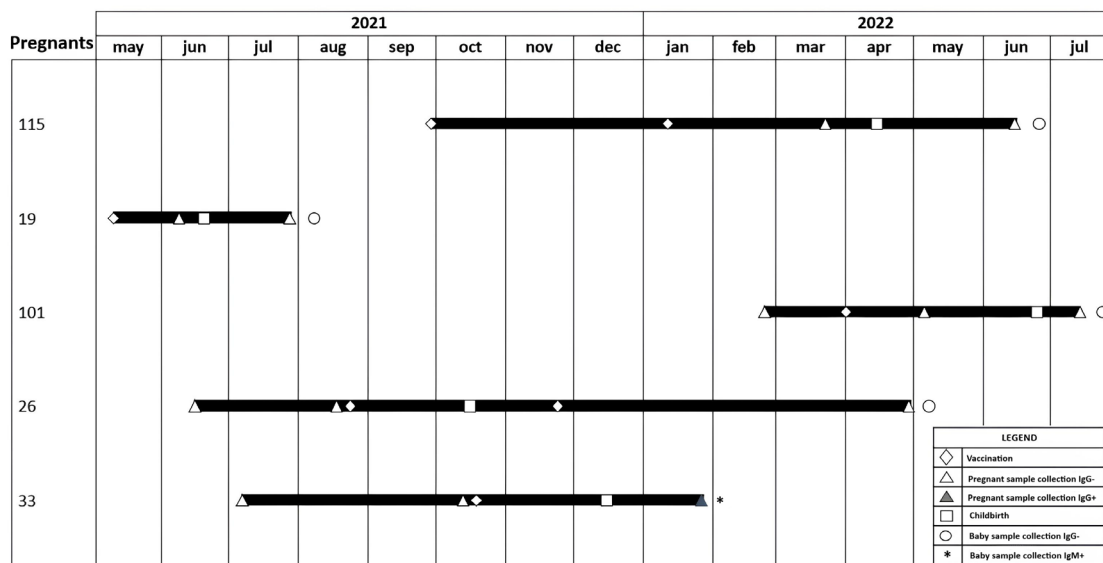 2021 2022
Pregnants may jun jul aug sep oct nov dec jan feb mar apr may jun jul
115
19
101
26
33 *
LEGEND
Vaccination
Pregnant sample collection IgG-
Pregnant sample collection IgG+
Childbirth
Baby sample collection IgG-
* Baby sample collection IgM+